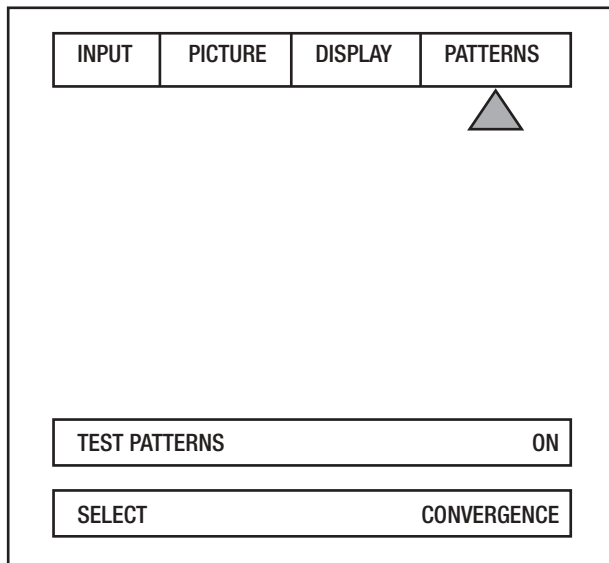 INPUT PICTURE DISPLAY PATTERNS
TEST PATTERNS ON
SELECT CONVERGENCE